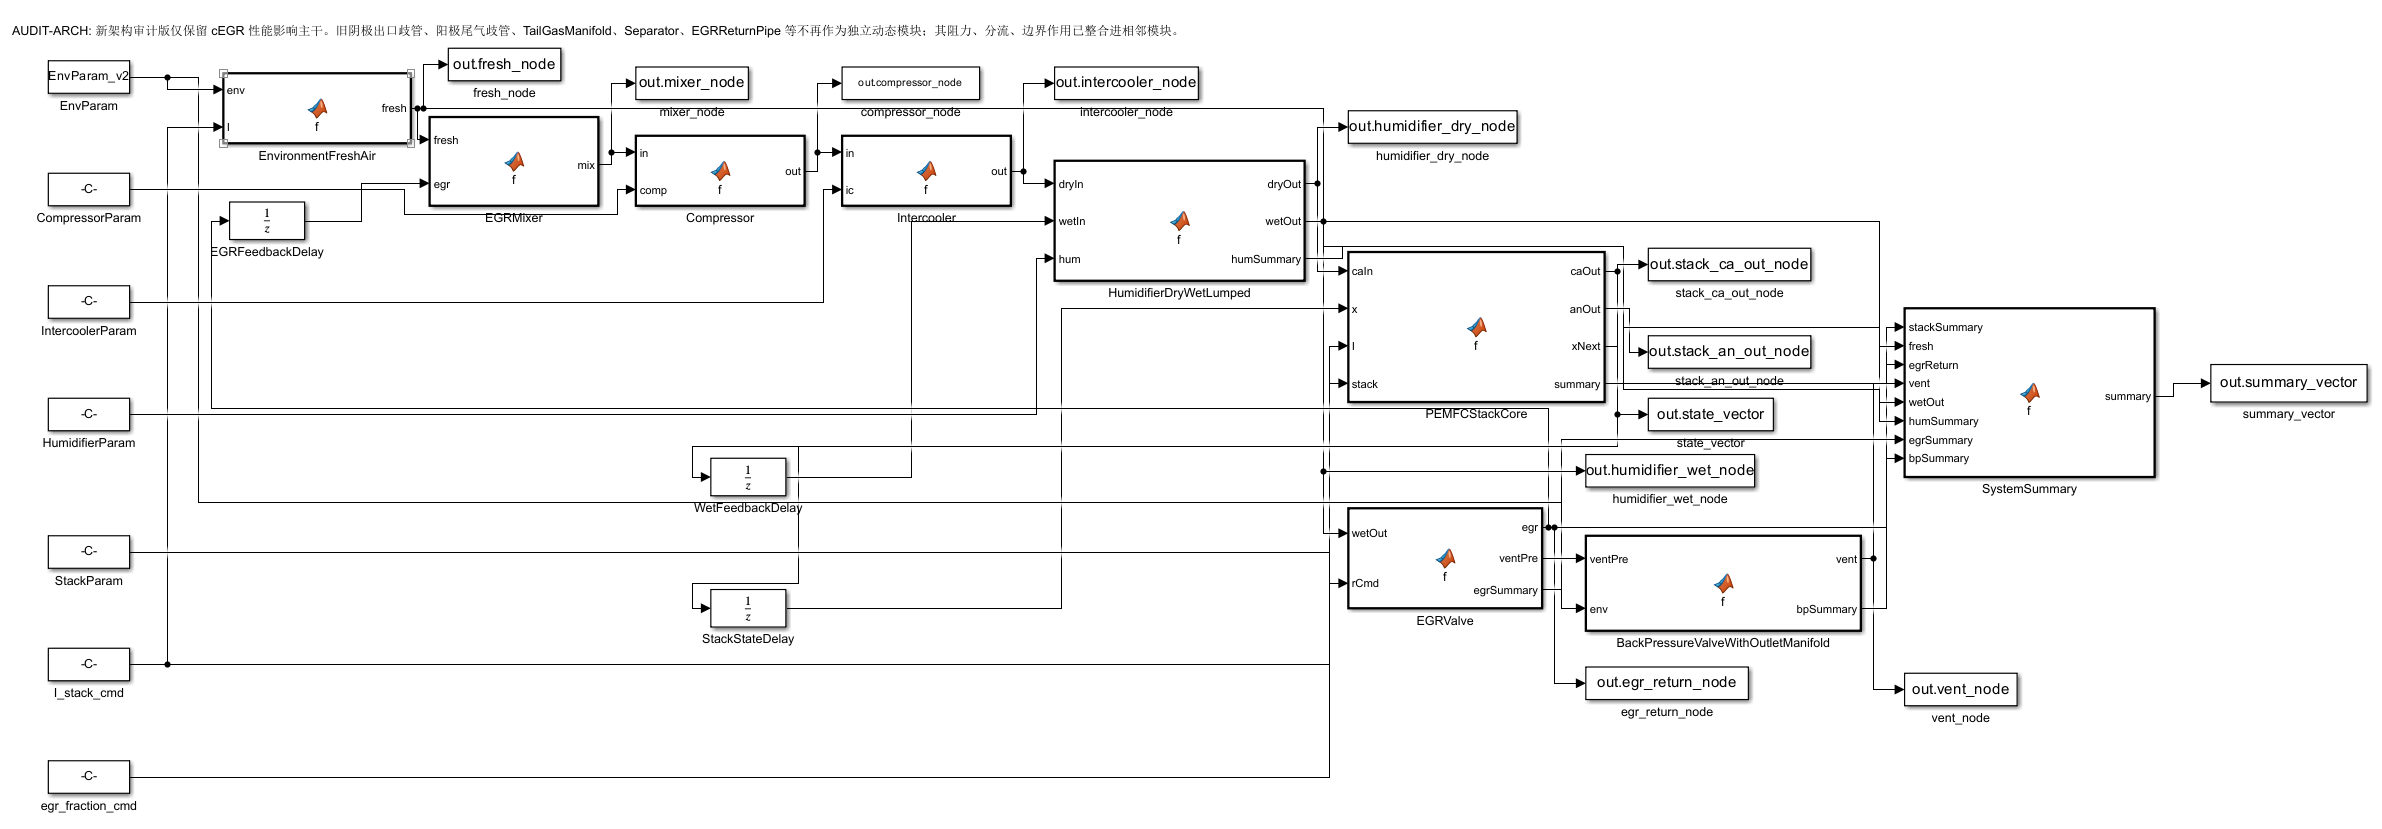 AUDIT-ARCH: 新架构审计版仅保留 cEGR 性能影响主干。旧阴极出口歧管、阳极尾气歧管、TailGasManifold、Separator、EGRReturnPipe 等不再作为独立动态模块；其阻力、分流、边界作用已整合进相邻模块。
EnvParam_v2
EnvParam
env
I
fresh
f
EnvironmentFreshAir
out.fresh_node
fresh_node
fresh
egr
mix
f
EGRMixer
out.mixer_node
mixer_node
in
comp
out
f
Compressor
out.compressor_node
compressor_node
in
ic
out
f
Intercooler
out.intercooler_node
intercooler_node
dryIn
wetIn
hum
dryOut
wetOut
humSummary
f
HumidifierDryWetLumped
out.humidifier_dry_node
humidifier_dry_node
-C-
CompressorParam
1
z
EGRFeedbackDelay
-C-
IntercoolerParam
-C-
HumidifierParam
caIn
x
I
stack
caOut
anOut
xNext
summary
f
PEMFCStackCore
out.stack_ca_out_node
stack_ca_out_node
out.stack_an_out_node
stack_an_out_node
out.state_vector
state_vector
out.humidifier_wet_node
humidifier_wet_node
stackSummary
fresh
egrReturn
vent
wetOut
humSummary
egrSummary
bpSummary
summary
f
SystemSummary
out.summary_vector
summary_vector
1
z
WetFeedbackDelay
-C-
StackParam
1
z
StackStateDelay
wetOut
rCmd
egr
ventPre
egrSummary
f
EGRValve
ventPre
env
vent
bpSummary
f
BackPressureValveWithOutletManifold
-C-
I_stack_cmd
out.egr_return_node
egr_return_node
out.vent_node
vent_node
-C-
egr_fraction_cmd